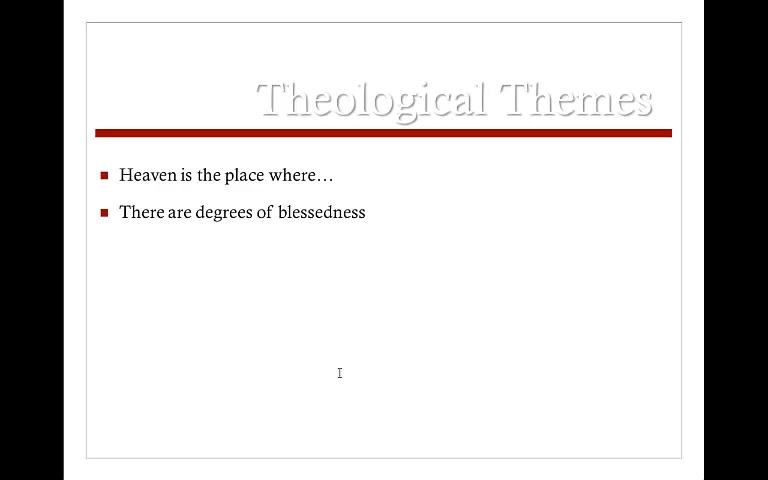 Theological Themes
Heaven is the place where…
There are degrees of blessedness